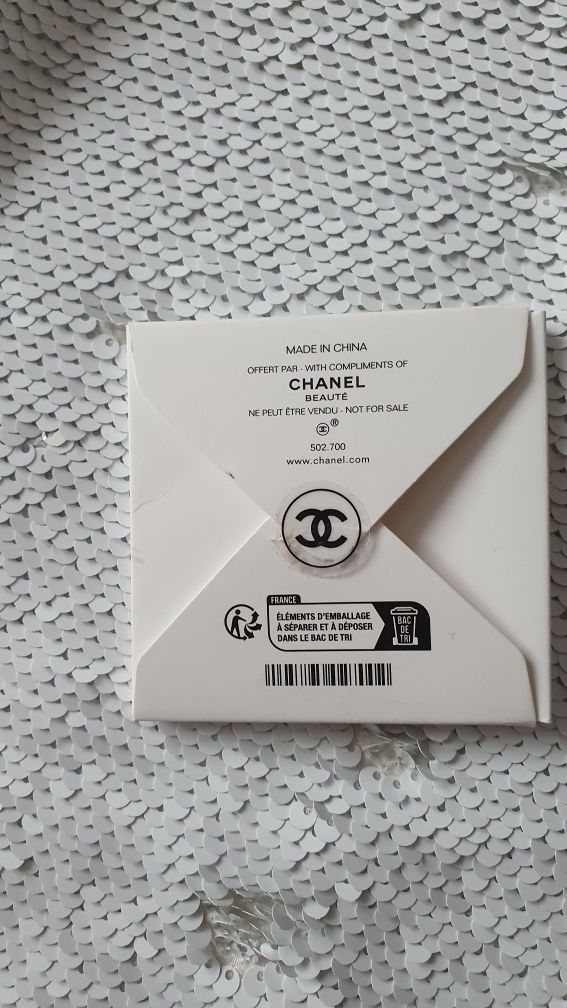 MADE IN CHINA
OFFERT PAR - WITH COMPLIMENTS OF
CHANEL
BEAUTÉ
NE PEUT ÊTRE VENDU - NOT FOR SALE
®
502.700
www.chanel.com
FRANCE
ÉLÉMENTS D'EMBALLAGE
À SÉPARER ET À DÉPOSER
DANS LE BAC DE TRI
BAC
DE
TRI